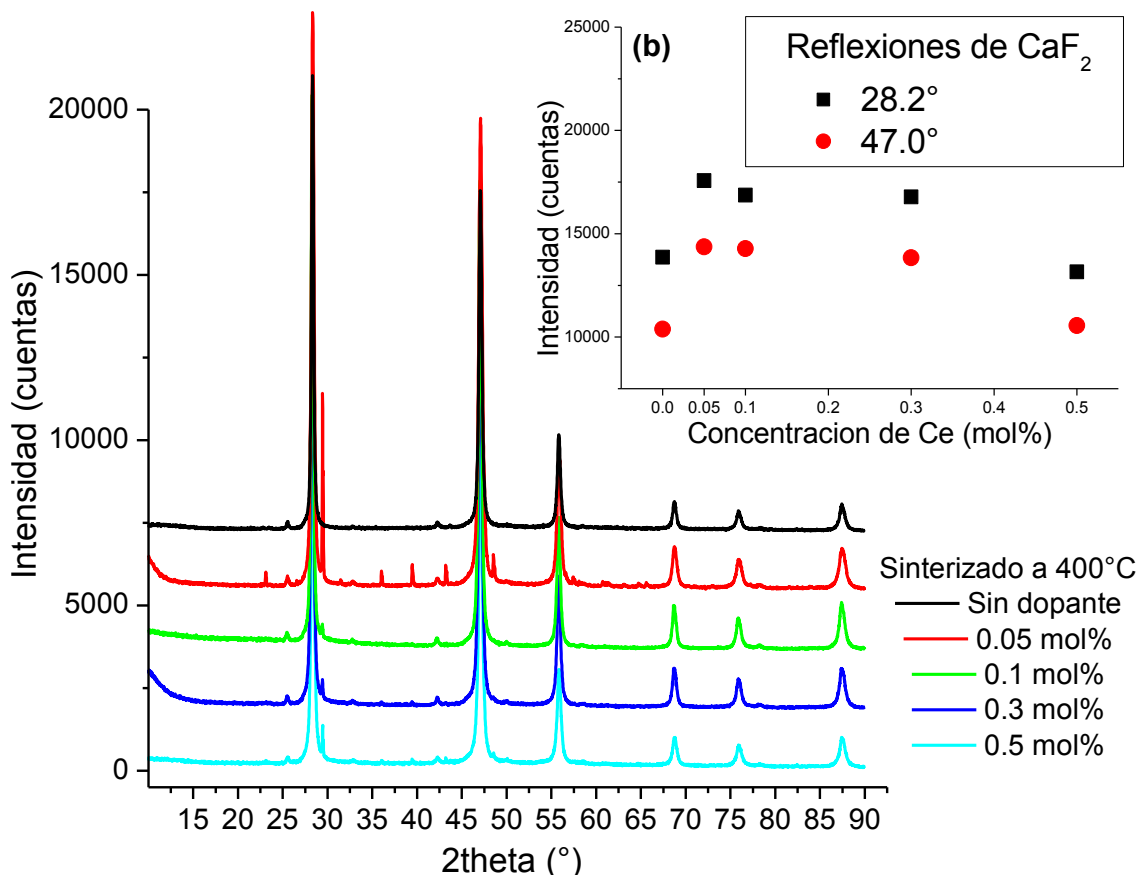 Intensidad (cuentas)
20000
15000
10000
5000
0
15 20 25 30 35 40 45 50 55 60 65 70 75 80 85 90
2theta (°)
(b)
Reflexiones de CaF2
28.2°
47.0°
Intensidad (cuentas)
25000
20000
15000
10000
0.0 0.05 0.1 0.2 0.3 0.4 0.5
Concentracion de Ce (mol%)
Sinterizado a 400°C
Sin dopante
0.05 mol%
0.1 mol%
0.3 mol%
0.5 mol%